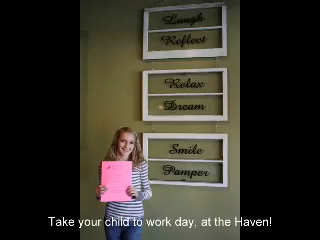 Laugh
Reflect
Relax
Dream
Smile
Pamper
Take your child to work day, at the Haven!